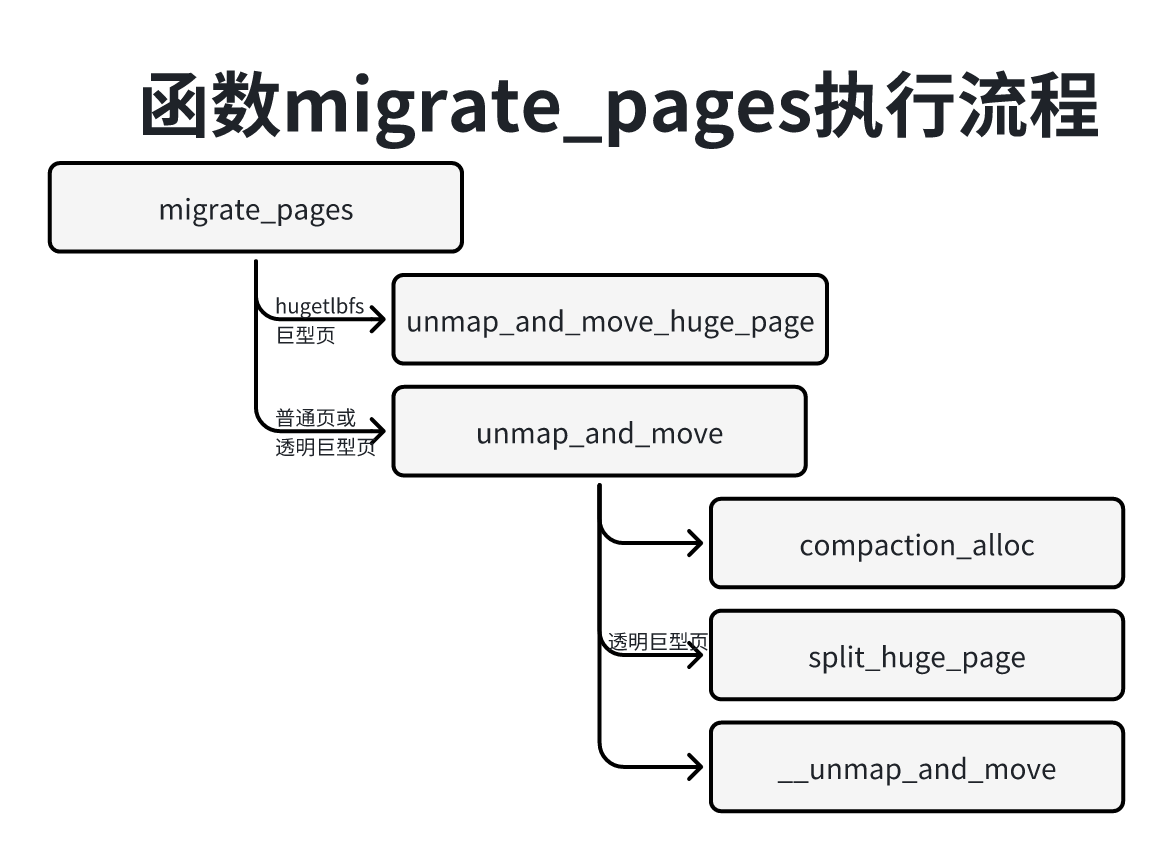 函数migrate_pages执行流程
migrate_pages
hugetlbfs
巨型页
unmap_and_move_huge_page
普通页或
透明巨型页
unmap_and_move
compaction_alloc
透明巨型页
split_huge_page
__unmap_and_move